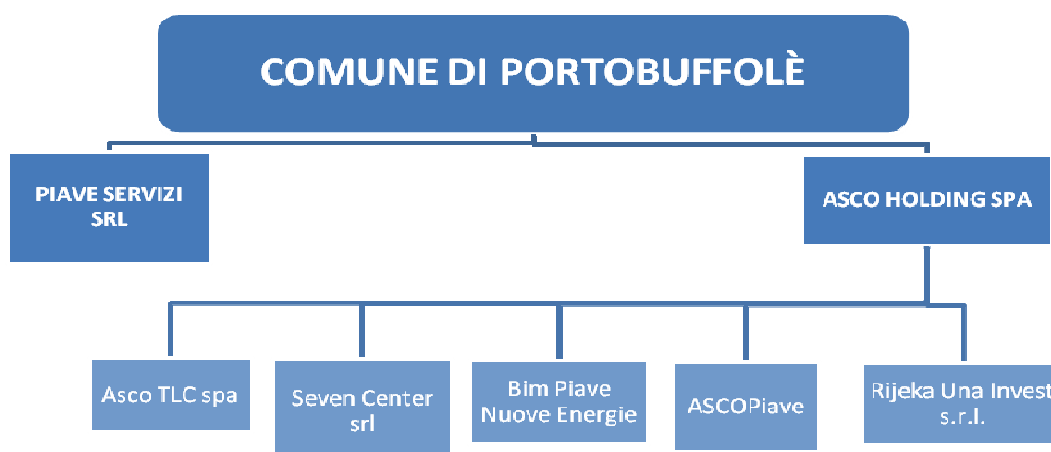 COMUNE DI PORTOBUFFOLÈ
PIAVE SERVIZI
SRL
ASCO HOLDING SPA
Asco TLC spa
Seven Center
srl
Bim Piave
Nuove Energie
ASCOPiave
Rijeka Una Invest
s.r.l.